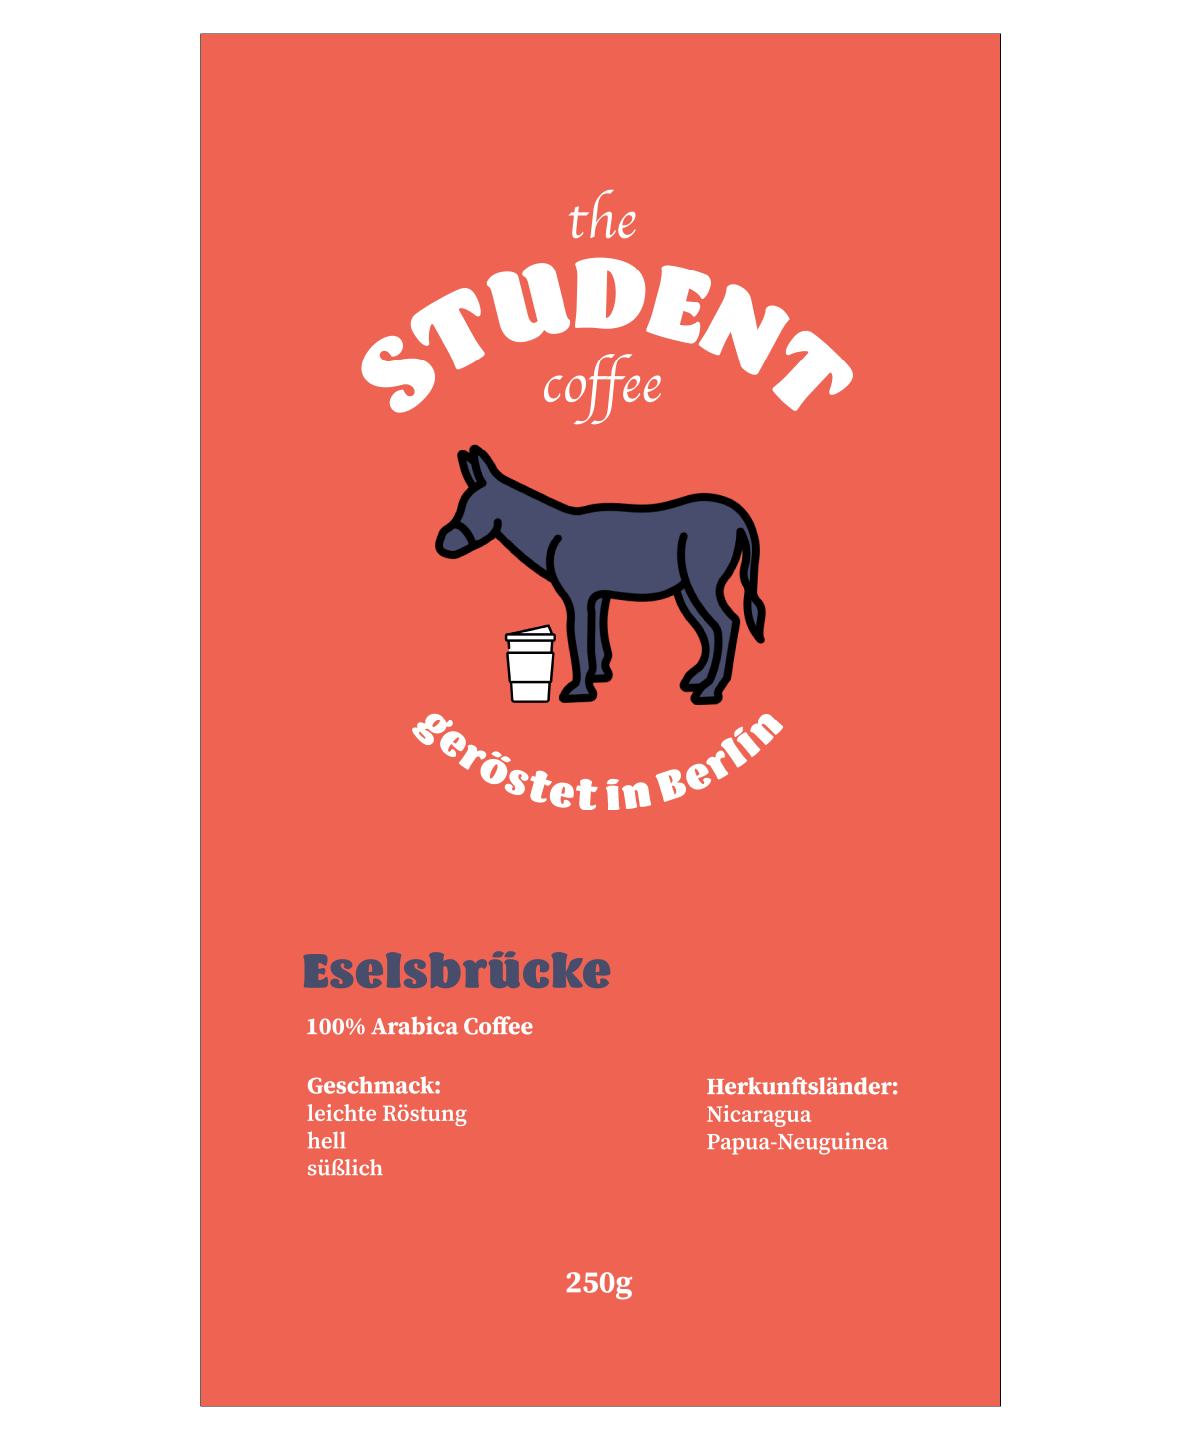 the
STUDENT
coffee
geröstet in Berlin
Eselsbrücke
100% Arabica Coffee
Geschmack:
leichte Röstung
hell
süßlich
Herkunftsländer:
Nicaragua
Papua-Neuguinea
250g